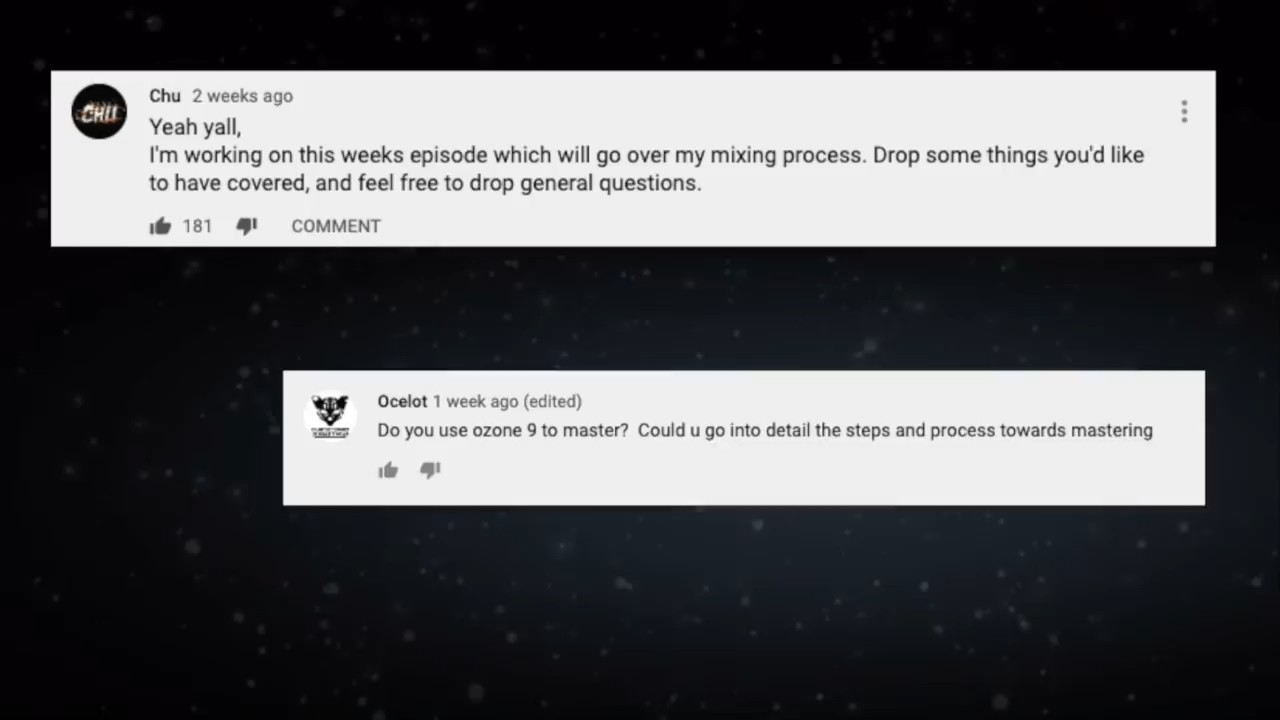 CHU
Chu 2 weeks ago
Yeah yall,
I'm working on this weeks episode which will go over my mixing process. Drop some things you'd like
to have covered, and feel free to drop general questions.
181 COMMENT
Ocelot 1 week ago (edited)
Do you use ozone 9 to master?  Could u go into detail the steps and process towards mastering